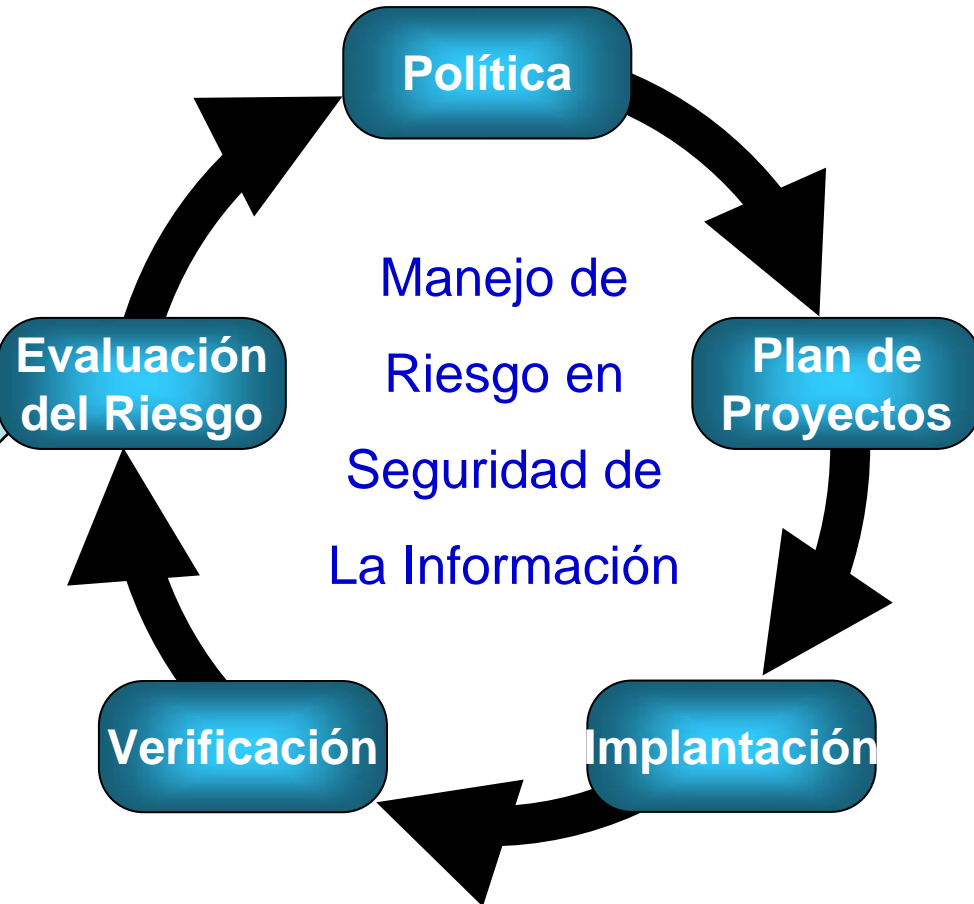 Política
Manejo de
Riesgo en
Seguridad de
La Información
Evaluación
del Riesgo
Plan de
Proyectos
Verificación
Implantación